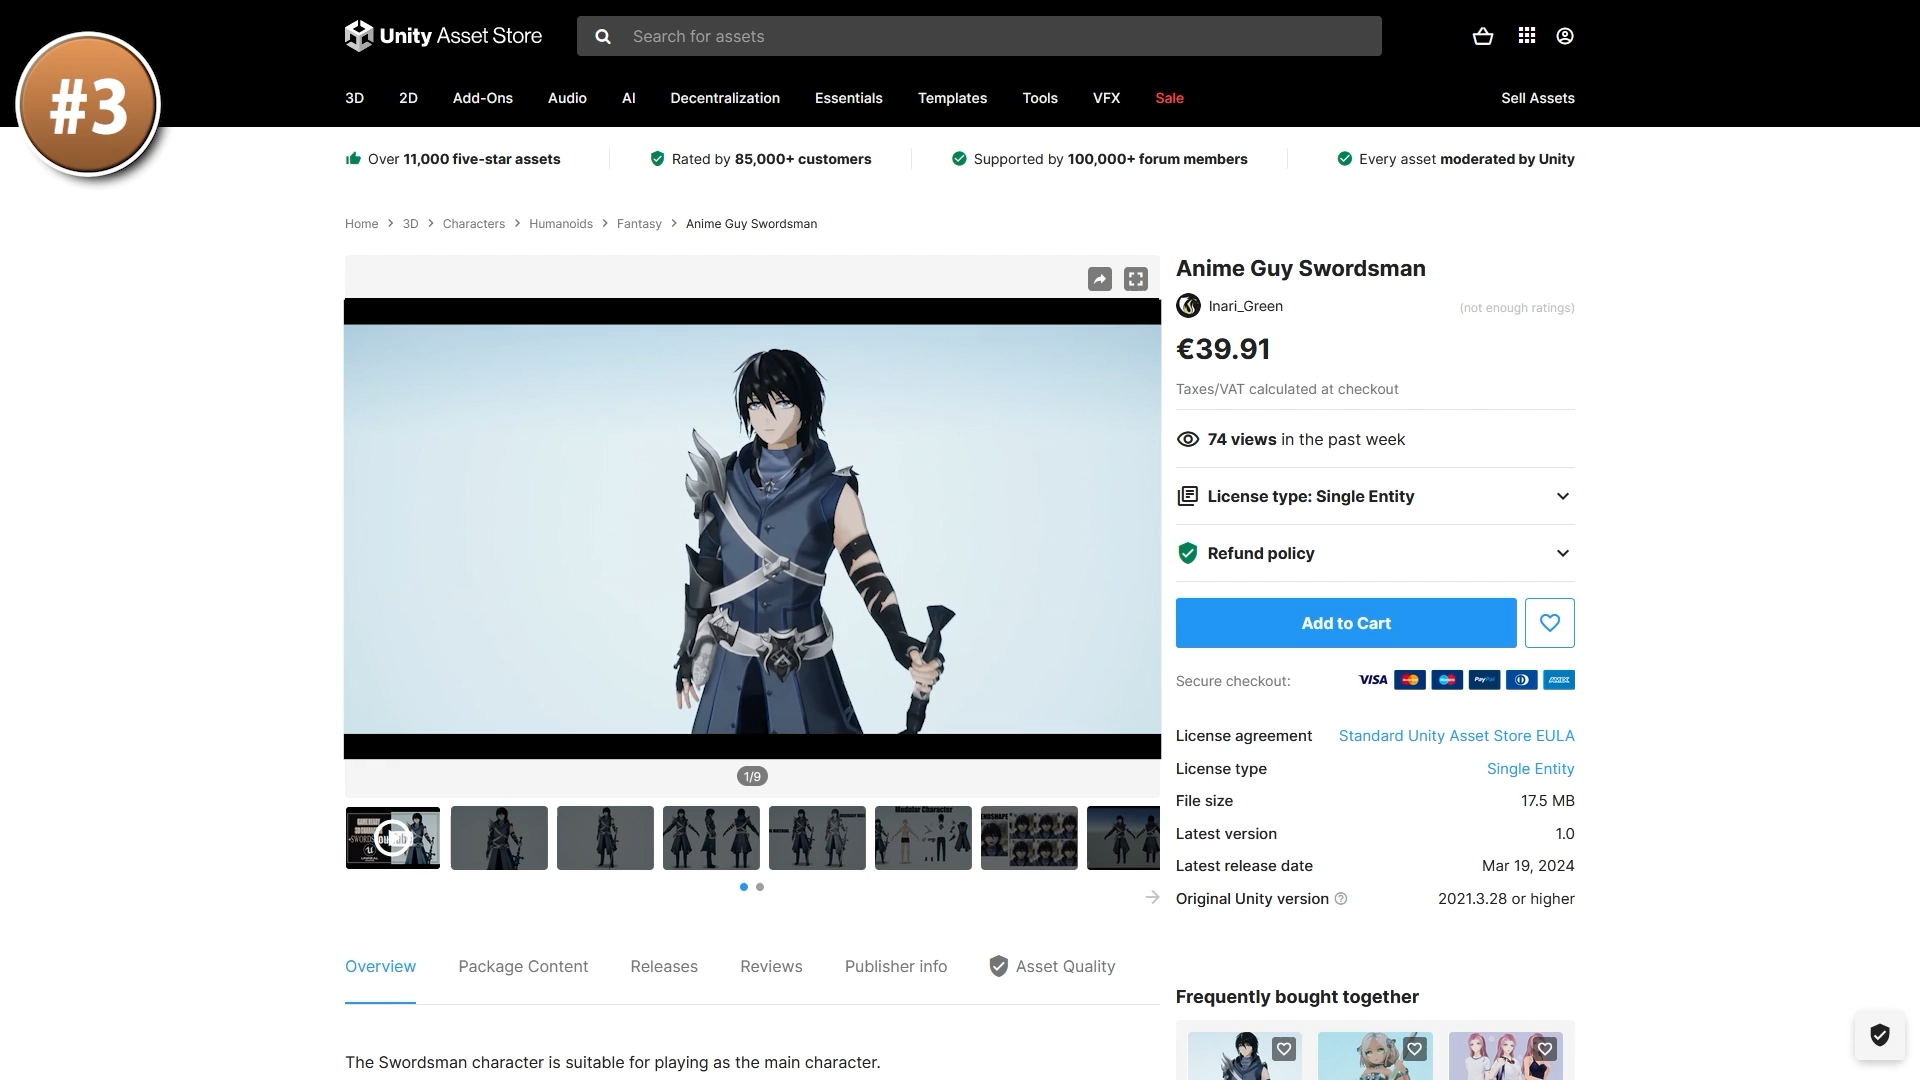 #3
Unity Asset Store
Search for assets
3D 2D Add-Ons Audio AI Decentralization Essentials Templates Tools VFX Sale Sell Assets
Over 11,000 five-star assets
Rated by 85,000+ customers
Supported by 100,000+ forum members
Every asset moderated by Unity
Home > 3D > Characters > Humanoids > Fantasy > Anime Guy Swordsman
1/9
Modular Character
Overview Package Content Releases Reviews Publisher info Asset Quality
The Swordsman character is suitable for playing as the main character.
Anime Guy Swordsman
Inari_Green
(not enough ratings)
€39.91
Taxes/VAT calculated at checkout
74 views in the past week
License type: Single Entity
Refund policy
Add to Cart
Secure checkout:
VISA PayPal AMEX
License agreement Standard Unity Asset Store EULA
License type Single Entity
File size 17.5 MB
Latest version 1.0
Latest release date Mar 19, 2024
Original Unity version 2021.3.28 or higher
Frequently bought together